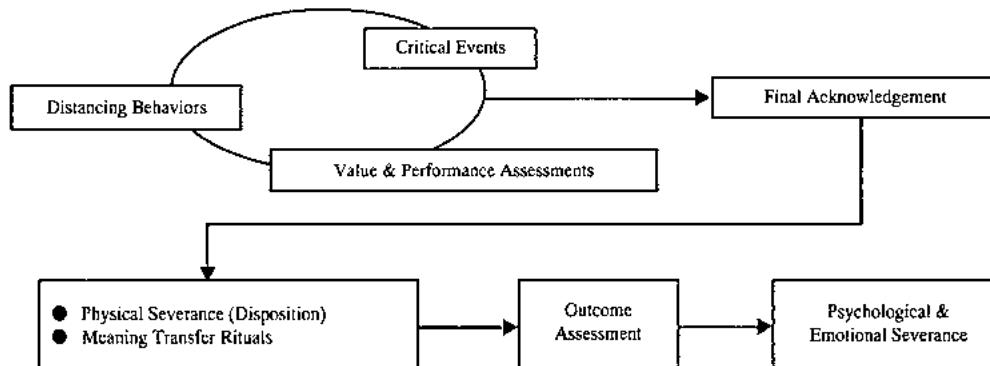 Critical Events
Distancing Behaviors
Final Acknowledgement
Value & Performance Assessments
● Physical Severance (Disposition)
● Meaning Transfer Rituals
Outcome
Assessment
Psychological &
Emotional Severance